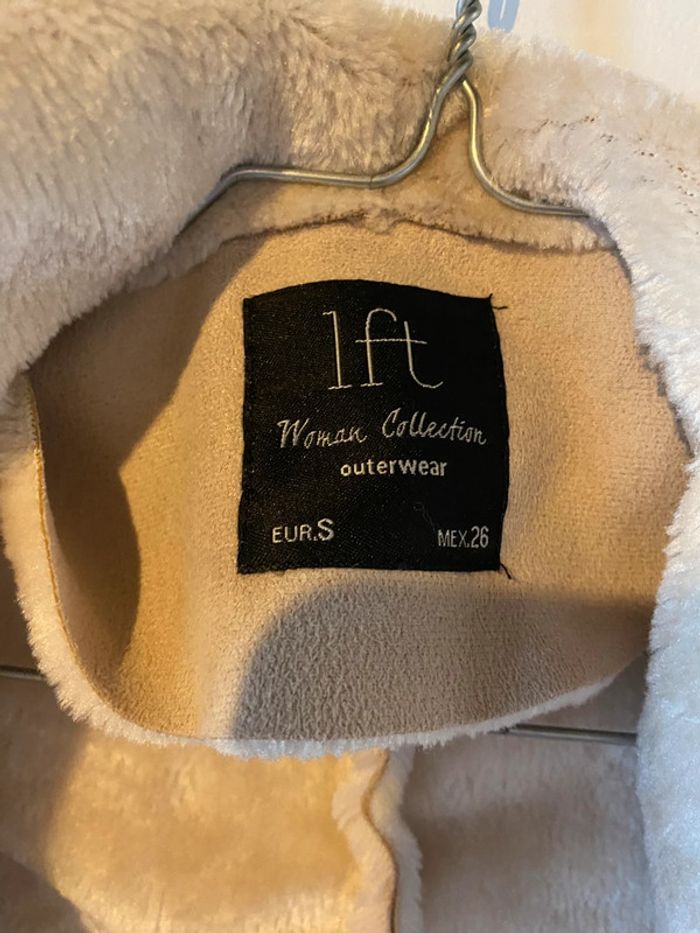 lft
Woman Collection
outerwear
EUR.S MEX.26